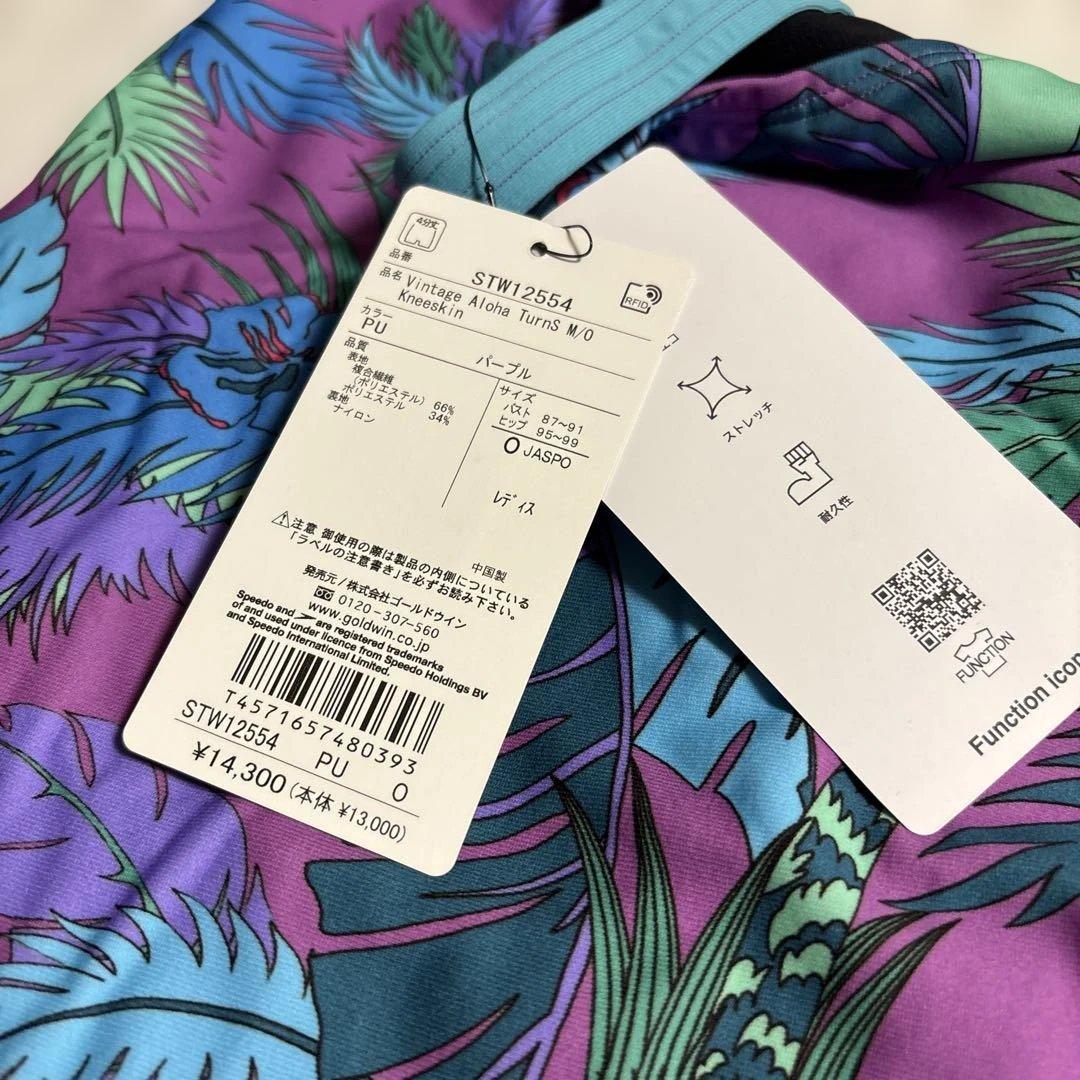 4分丈
品番 STW12554
RFID
品名 Vintage Aloha TurnS M/O
Kneeskin
カラー
PU パープル
品質
表地
複合繊維
(ポリエステル) 66%
ポリエステル 34%
裏地
ナイロン
サイズ
バスト 87~91
ヒップ 95~99
O JASPO
レディス
⚠注意 御使用の際は製品の内側についている
「ラベルの注意書き」を必ずお読み下さい。
中国製
発売元/株式会社ゴールドウイン
0120-307-560
www.goldwin.co.jp
Speedo and are registered trademarks
of and used under licence from Speedo Holdings BV
and Speedo International Limited.
T4571657480393
STW12554 PU O
¥14,300(本体 ¥13,000)
ストレッチ
耐久性
FUNCTION
Function icon